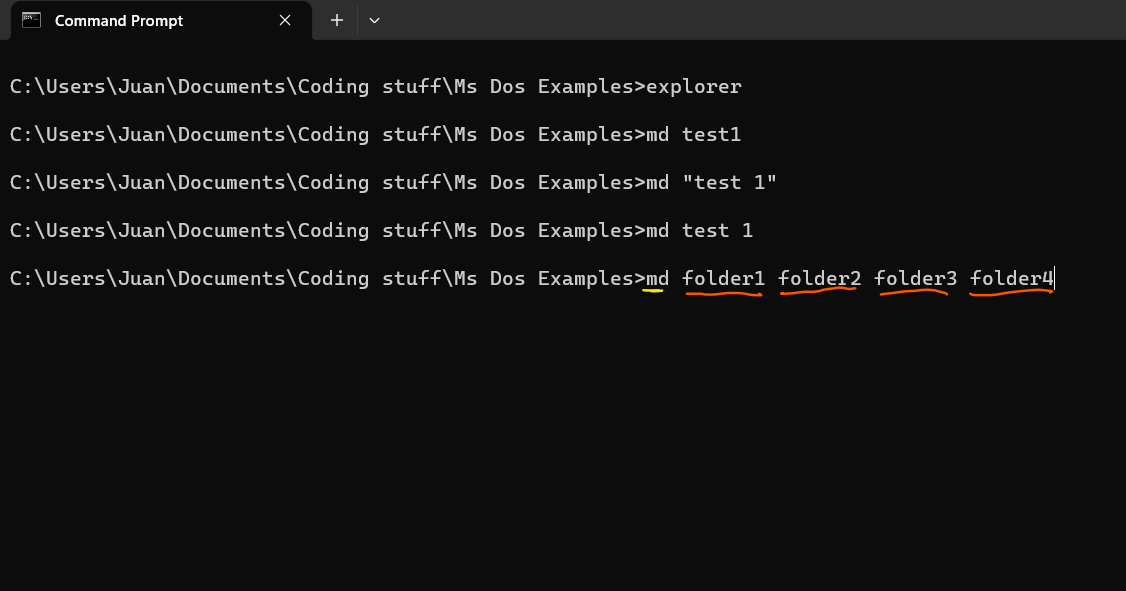 Command Prompt
C:\Users\Juan\Documents\Coding stuff\Ms Dos Examples>explorer
C:\Users\Juan\Documents\Coding stuff\Ms Dos Examples>md test1
C:\Users\Juan\Documents\Coding stuff\Ms Dos Examples>md "test 1"
C:\Users\Juan\Documents\Coding stuff\Ms Dos Examples>md test 1
C:\Users\Juan\Documents\Coding stuff\Ms Dos Examples>md folder1 folder2 folder3 folder4